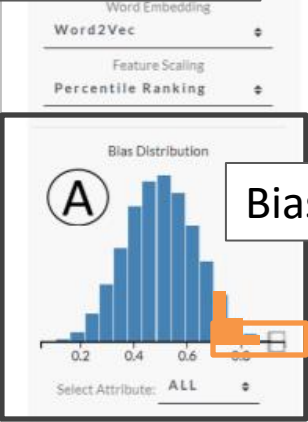 Word Embedding
Word2Vec
Feature Scaling
Percentile Ranking
Bias Distribution
A
Bias
0.2 0.4 0.6 0.8
Select Attribute: ALL